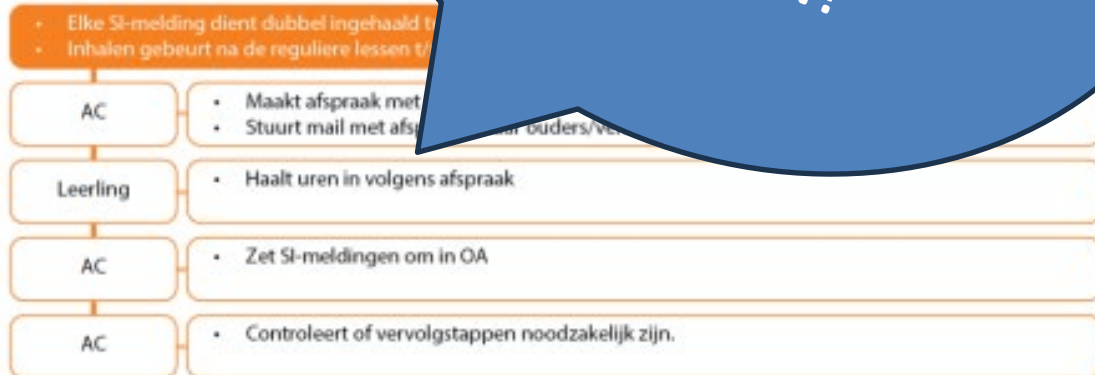 • Elke SI-melding dient dubbel ingehaald
• Inhalen gebeurt na de reguliere lessen
AC
• Maakt afspraak met
• Stuurt mail met ouders/
Leerling
• Haalt uren in volgens afspraak
AC
• Zet SI-meldingen om in OA
AC
• Controleert of vervolgstappen noodzakelijk zijn.